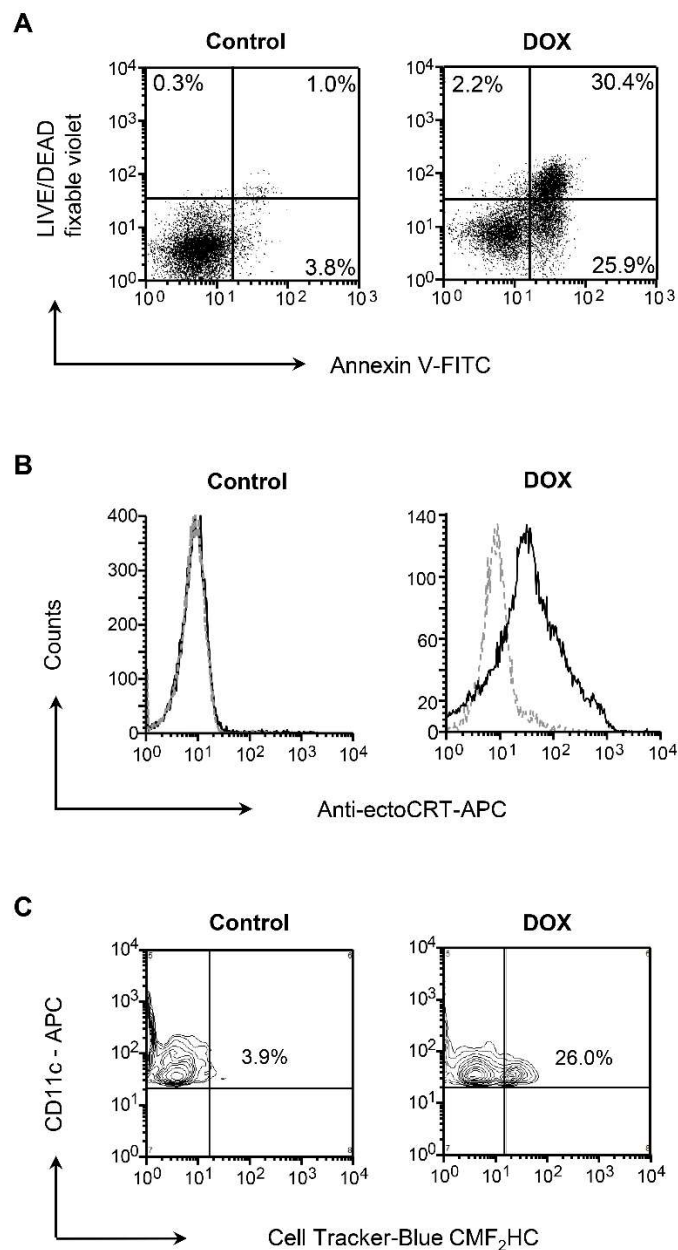 A
Control
DOX
LIVE/DEAD
fixable violet
10⁴
10³
10²
10¹
10⁰
0.3%
1.0%
3.8%
10⁰ 10¹ 10² 10³
2.2%
30.4%
25.9%
10⁴
10³
10²
10¹
10⁰
10⁰ 10¹ 10² 10³
Annexin V-FITC
B
Control
DOX
Counts
400
300
200
100
0
10⁰ 10¹ 10² 10³ 10⁴
140
100
60
20
0
10⁰ 10¹ 10² 10³ 10⁴
Anti-ectoCRT-APC
C
Control
DOX
CD11c - APC
10⁴
10³
10²
10¹
10⁰
3.9%
10⁰ 10¹ 10² 10³ 10⁴
10⁴
10³
10²
10¹
10⁰
26.0%
10⁰ 10¹ 10² 10³ 10⁴
Cell Tracker-Blue CMF₂HC